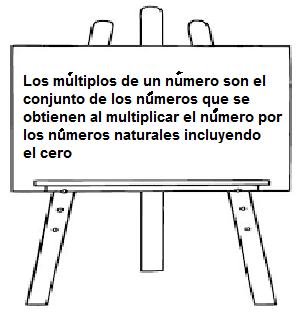 Los múltiplos de un número son el
conjunto de los números que se
obtienen al multiplicar el número por
los números naturales incluyendo
el cero